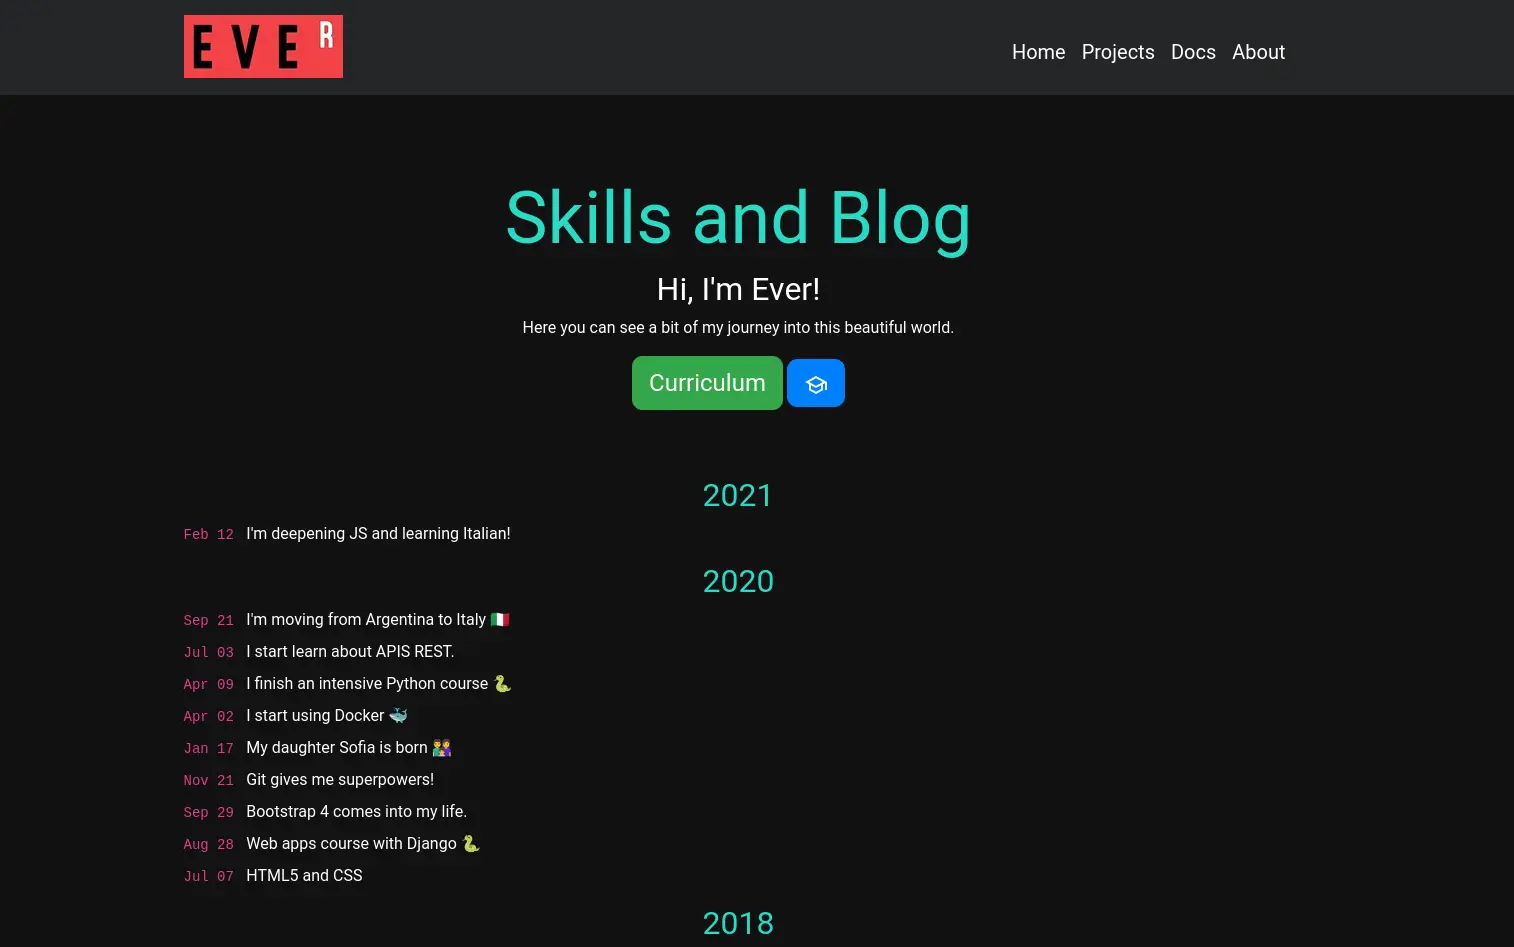 EVE R
Home Projects Docs About
Skills and Blog
Hi, I'm Ever!
Here you can see a bit of my journey into this beautiful world.
Curriculum
2021
Feb 12 I'm deepening JS and learning Italian!
2020
Sep 21 I'm moving from Argentina to Italy 🇮🇹
Jul 03 I start learn about APIS REST.
Apr 09 I finish an intensive Python course 🐍
Apr 02 I start using Docker 🐳
Jan 17 My daughter Sofia is born 👨‍👩‍👧
Nov 21 Git gives me superpowers!
Sep 29 Bootstrap 4 comes into my life.
Aug 28 Web apps course with Django 🐍
Jul 07 HTML5 and CSS
2018